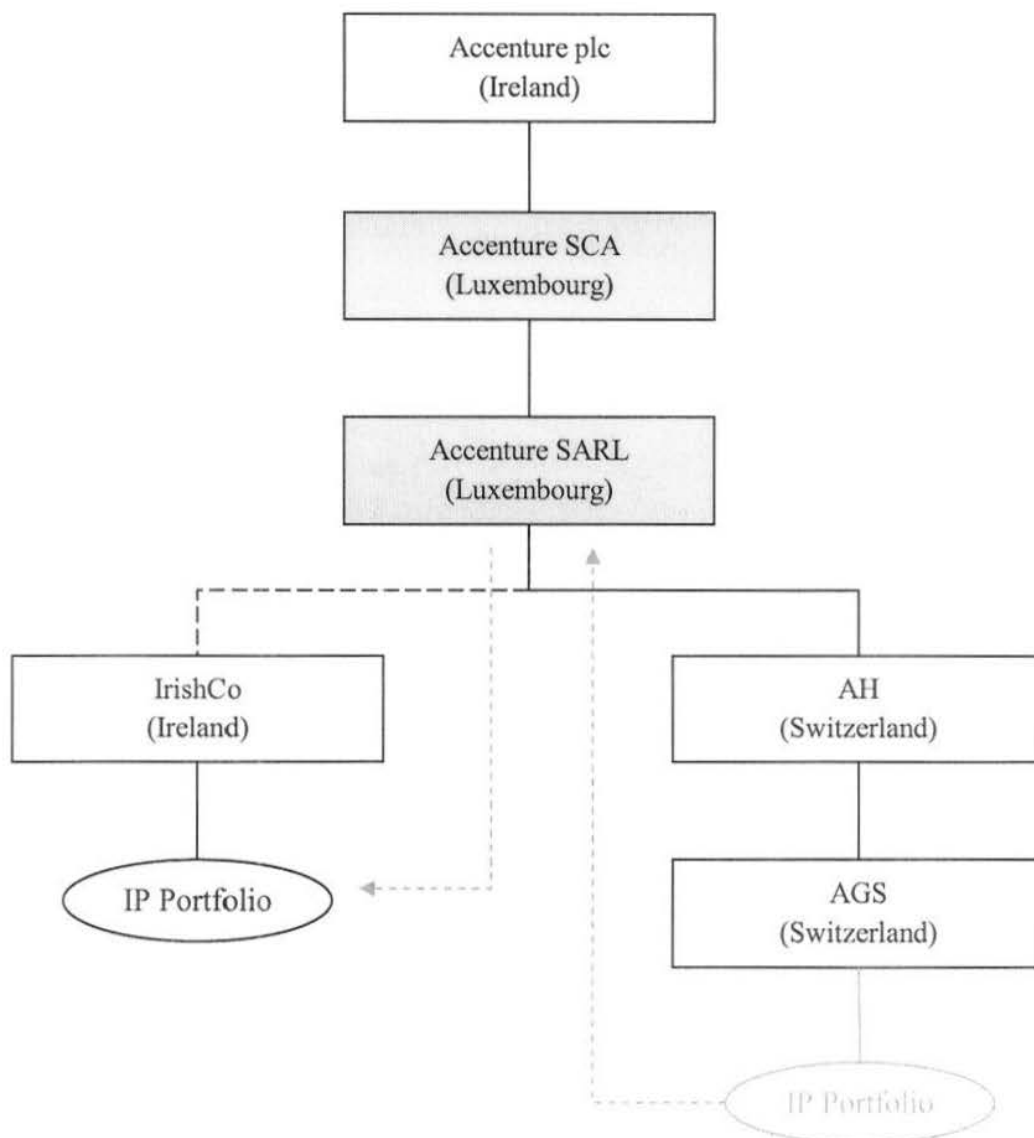 Accenture plc
(Ireland)
Accenture SCA
(Luxembourg)
Accenture SARL
(Luxembourg)
IrishCo
(Ireland)
AH
(Switzerland)
IP Portfolio
AGS
(Switzerland)
IP Portfolio